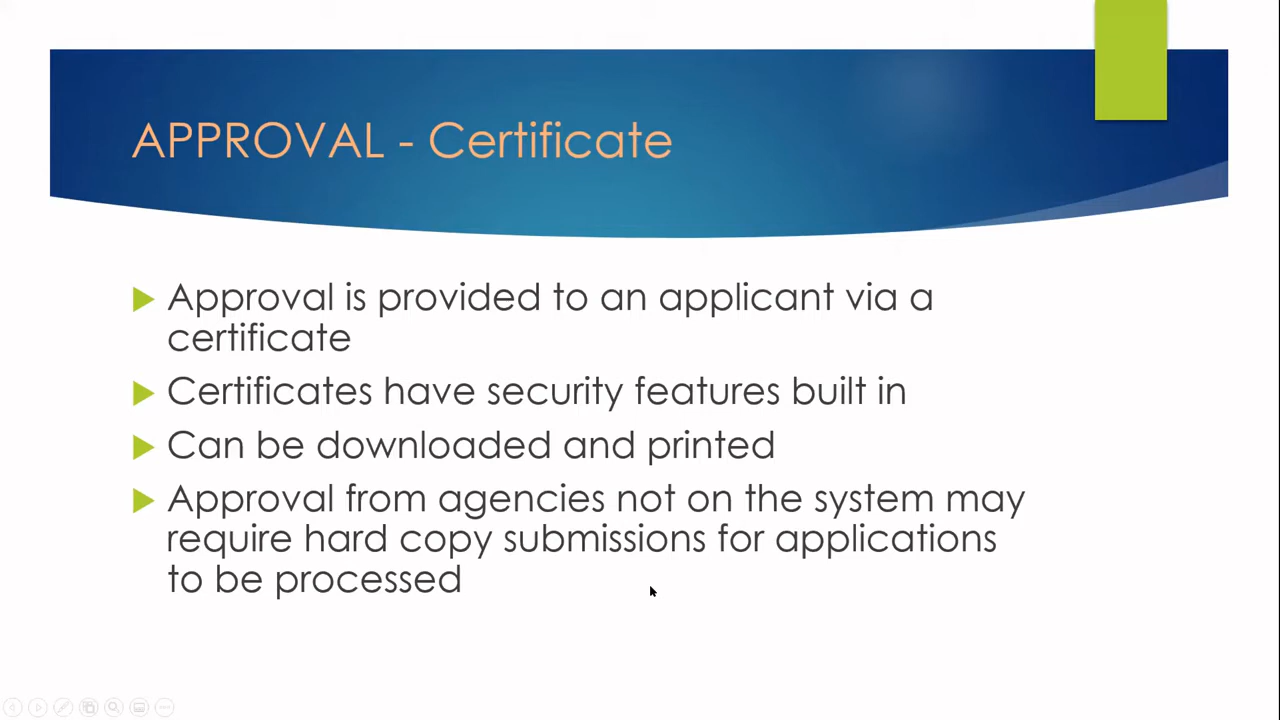 APPROVAL - Certificate
Approval is provided to an applicant via a
certificate
Certificates have security features built in
Can be downloaded and printed
Approval from agencies not on the system may
require hard copy submissions for applications
to be processed